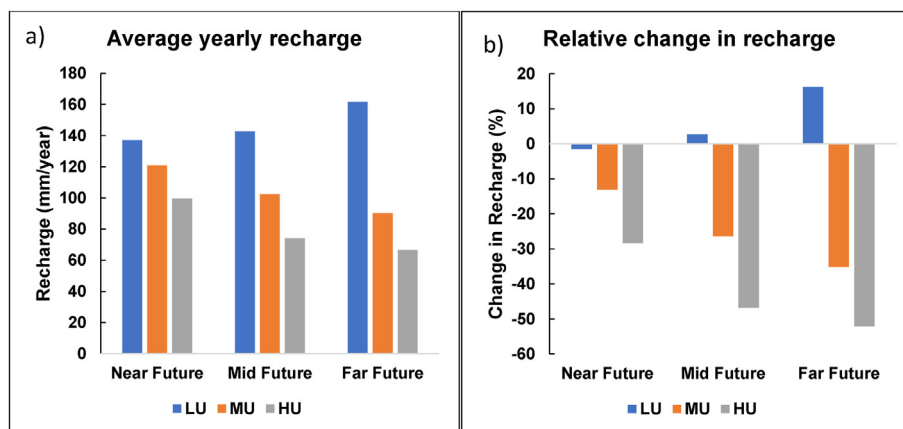 a)
Average yearly recharge
Recharge (mm/year)
180
160
140
120
100
80
60
40
20
0
Near Future Mid Future Far Future
LU MU HU
b)
Relative change in recharge
Change in Recharge (%)
20
10
0
-10
-20
-30
-40
-50
-60
Near Future Mid Future Far Future
LU MU HU